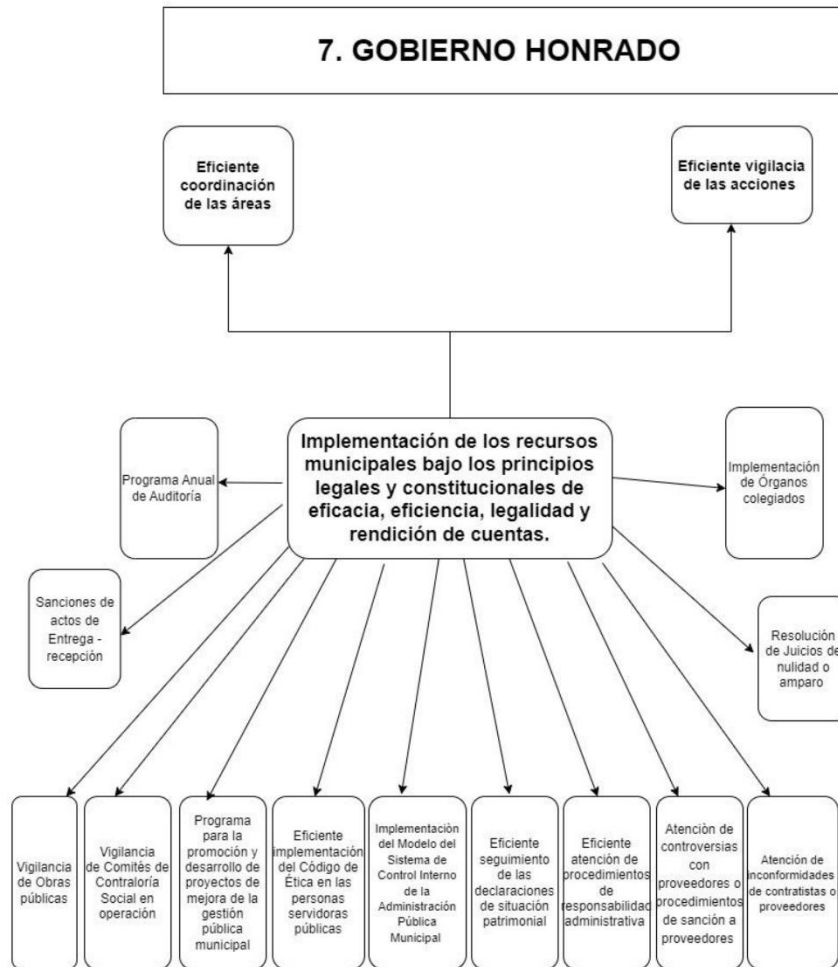 7. GOBIERNO HONRADO
Eficiente
coordinación
de las áreas
Eficiente vigilacia
de las acciones
Implementación de los recursos
municipales bajo los principios
legales y constitucionales de
eficacia, eficiencia, legalidad y
rendición de cuentas.
Programa Anual
de Auditoría
Implementación
de Órganos
colegiados
Sanciones de
actos de
Entrega -
recepción
Resolución
de Juicios de
nulidad o
amparo
Vigilancia
de Obras
públicas
Vigilancia
de Comitès de
Contraloría
Social en
operación
Programa
para la
promoción y
desarrollo de
proyectos de
mejora de la
gestión
pública
municipal
Eficiente
implementación
del Código de
Ética en las
personas
servidoras
públicas
Implementaciòn
del Modelo del
Sistema de
Control Interno
de la
Administración
Pública
Municipal
Eficiente
seguimiento de
las
declaraciones
de situación
patrimonial
Eficiente
atención de
procedimientos
de
responsabilidad
administrativa
Atenciòn de
controversias
con
proveedores o
procedimientos
de sanción a
proveedores
Atención de
inconformidades
de contratistas o
proveedores